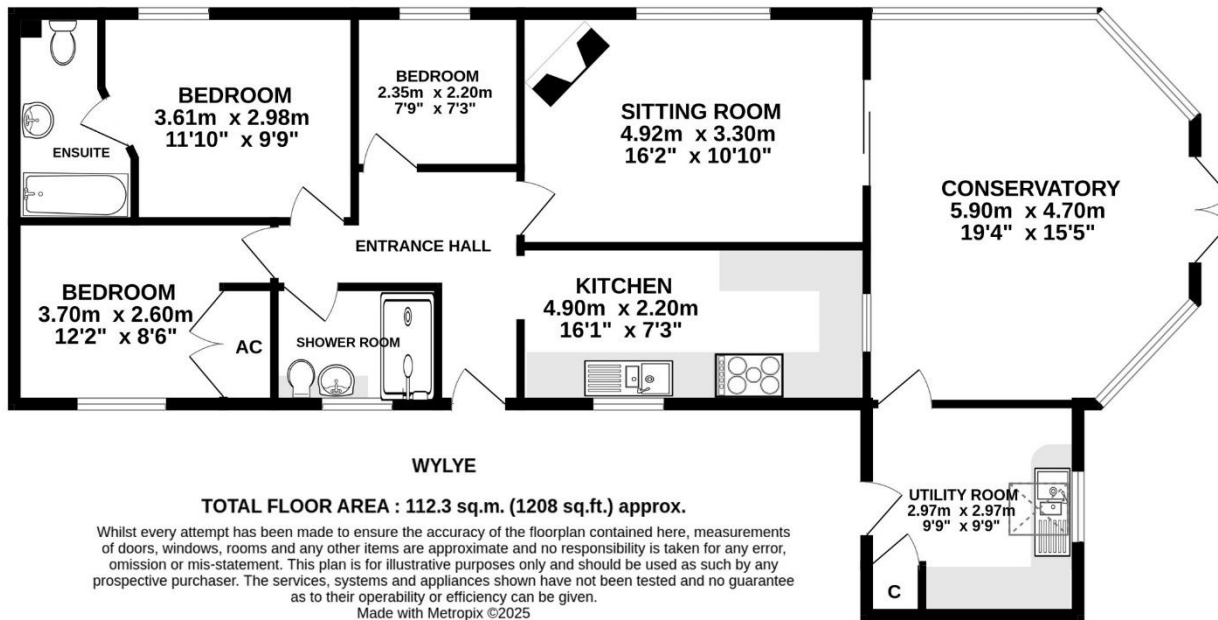 BEDROOM
3.61m x 2.98m
11'10" x 9'9"
BEDROOM
2.35m x 2.20m
7'9" x 7'3"
SITTING ROOM
4.92m x 3.30m
16'2" x 10'10"
ENSUITE
CONSERVATORY
5.90m x 4.70m
19'4" x 15'5"
ENTRANCE HALL
BEDROOM
3.70m x 2.60m
12'2" x 8'6"
AC
SHOWER ROOM
KITCHEN
4.90m x 2.20m
16'1" x 7'3"
UTILITY ROOM
2.97m x 2.97m
9'9" x 9'9"
C
WYLYE
TOTAL FLOOR AREA : 112.3 sq.m. (1208 sq.ft.) approx.
Whilst every attempt has been made to ensure the accuracy of the floorplan contained here, measurements
of doors, windows, rooms and any other items are approximate and no responsibility is taken for any error,
omission or mis-statement. This plan is for illustrative purposes only and should be used as such by any
prospective purchaser. The services, systems and appliances shown have not been tested and no guarantee
as to their operability or efficiency can be given.
Made with Metropix ©2025